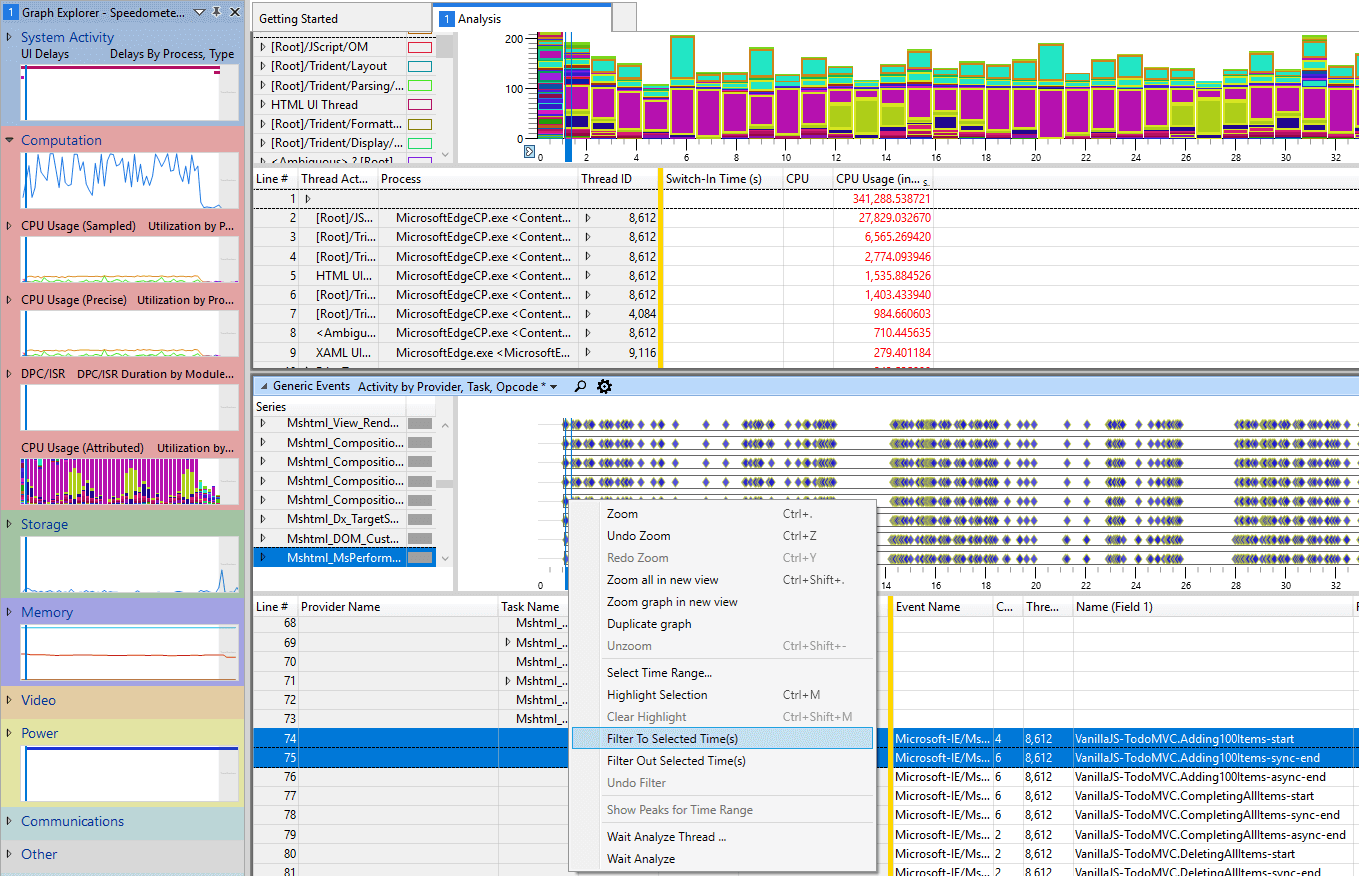 1 Graph Explorer - Speedomete...
System Activity
UI Delays Delays By Process, Type
Computation
CPU Usage (Sampled) Utilization by P...
CPU Usage (Precise) Utilization by Pro...
DPC/ISR DPC/ISR Duration by Module...
CPU Usage (Attributed) Utilization by...
Storage
Memory
Video
Power
Communications
Other
Getting Started
1 Analysis
[Root]/JScript/OM
[Root]/Trident/Layout
[Root]/Trident/Parsing/...
HTML UI Thread
[Root]/Trident/Formatt...
[Root]/Trident/Display/...
<Ambiguous> ? [Root]
200
100
0
0 2 4 6 8 10 12 14 16 18 20 22 24 26 28 30 32
Line # Thread Act... Process Thread ID Switch-In Time (s) CPU CPU Usage (in... s.
1 341,288.538721
2 [Root]/JS... MicrosoftEdgeCP.exe <Content... 8,612 27,829.032670
3 [Root]/Tri... MicrosoftEdgeCP.exe <Content... 8,612 6,565.269420
4 [Root]/Tri... MicrosoftEdgeCP.exe <Content... 8,612 2,774.093946
5 HTML UI... MicrosoftEdgeCP.exe <Content... 8,612 1,535.884526
6 [Root]/Tri... MicrosoftEdgeCP.exe <Content... 8,612 1,403.433940
7 [Root]/Tri... MicrosoftEdgeCP.exe <Content... 4,084 984.660603
8 <Ambigu... MicrosoftEdgeCP.exe <Content... 8,612 710.445635
9 XAML UI... MicrosoftEdge.exe <MicrosoftE... 9,116 279.401184
Generic Events Activity by Provider, Task, Opcode *
Series
Mshtml_View_Rend...
Mshtml_Compositio...
Mshtml_Compositio...
Mshtml_Compositio...
Mshtml_Compositio...
Mshtml_Dx_TargetS...
Mshtml_DOM_Cust...
Mshtml_MsPerform...
0 14 16 18 20 22 24 26 28 30 32
Zoom Ctrl+.
Undo Zoom Ctrl+Z
Redo Zoom Ctrl+Y
Zoom all in new view Ctrl+Shift+.
Zoom graph in new view
Duplicate graph
Unzoom Ctrl+Shift+-
Select Time Range...
Highlight Selection Ctrl+M
Clear Highlight Ctrl+Shift+M
Filter To Selected Time(s)
Filter Out Selected Time(s)
Undo Filter
Show Peaks for Time Range
Wait Analyze Thread ...
Wait Analyze
Line # Provider Name Task Name Event Name C... Thre... Name (Field 1)
68 Mshtml_...
69 Mshtml_...
70 Mshtml_...
71 Mshtml_...
72 Mshtml_...
73 Mshtml_...
74 Microsoft-IE/Ms... 4 8,612 VanillaJS-TodoMVC.Adding100Items-start
75 Microsoft-IE/Ms... 6 8,612 VanillaJS-TodoMVC.Adding100Items-sync-end
76 Microsoft-IE/Ms... 6 8,612 VanillaJS-TodoMVC.Adding100Items-async-end
77 Microsoft-IE/Ms... 6 8,612 VanillaJS-TodoMVC.CompletingAllItems-start
78 Microsoft-IE/Ms... 6 8,612 VanillaJS-TodoMVC.CompletingAllItems-sync-end
79 Microsoft-IE/Ms... 2 8,612 VanillaJS-TodoMVC.CompletingAllItems-async-end
80 Microsoft-IE/Ms... 2 8,612 VanillaJS-TodoMVC.DeletingAllItems-start
81 Microsoft-IE/Ms... 2 8,612 VanillaJS-TodoMVC.DeletingAllItems-sync-end